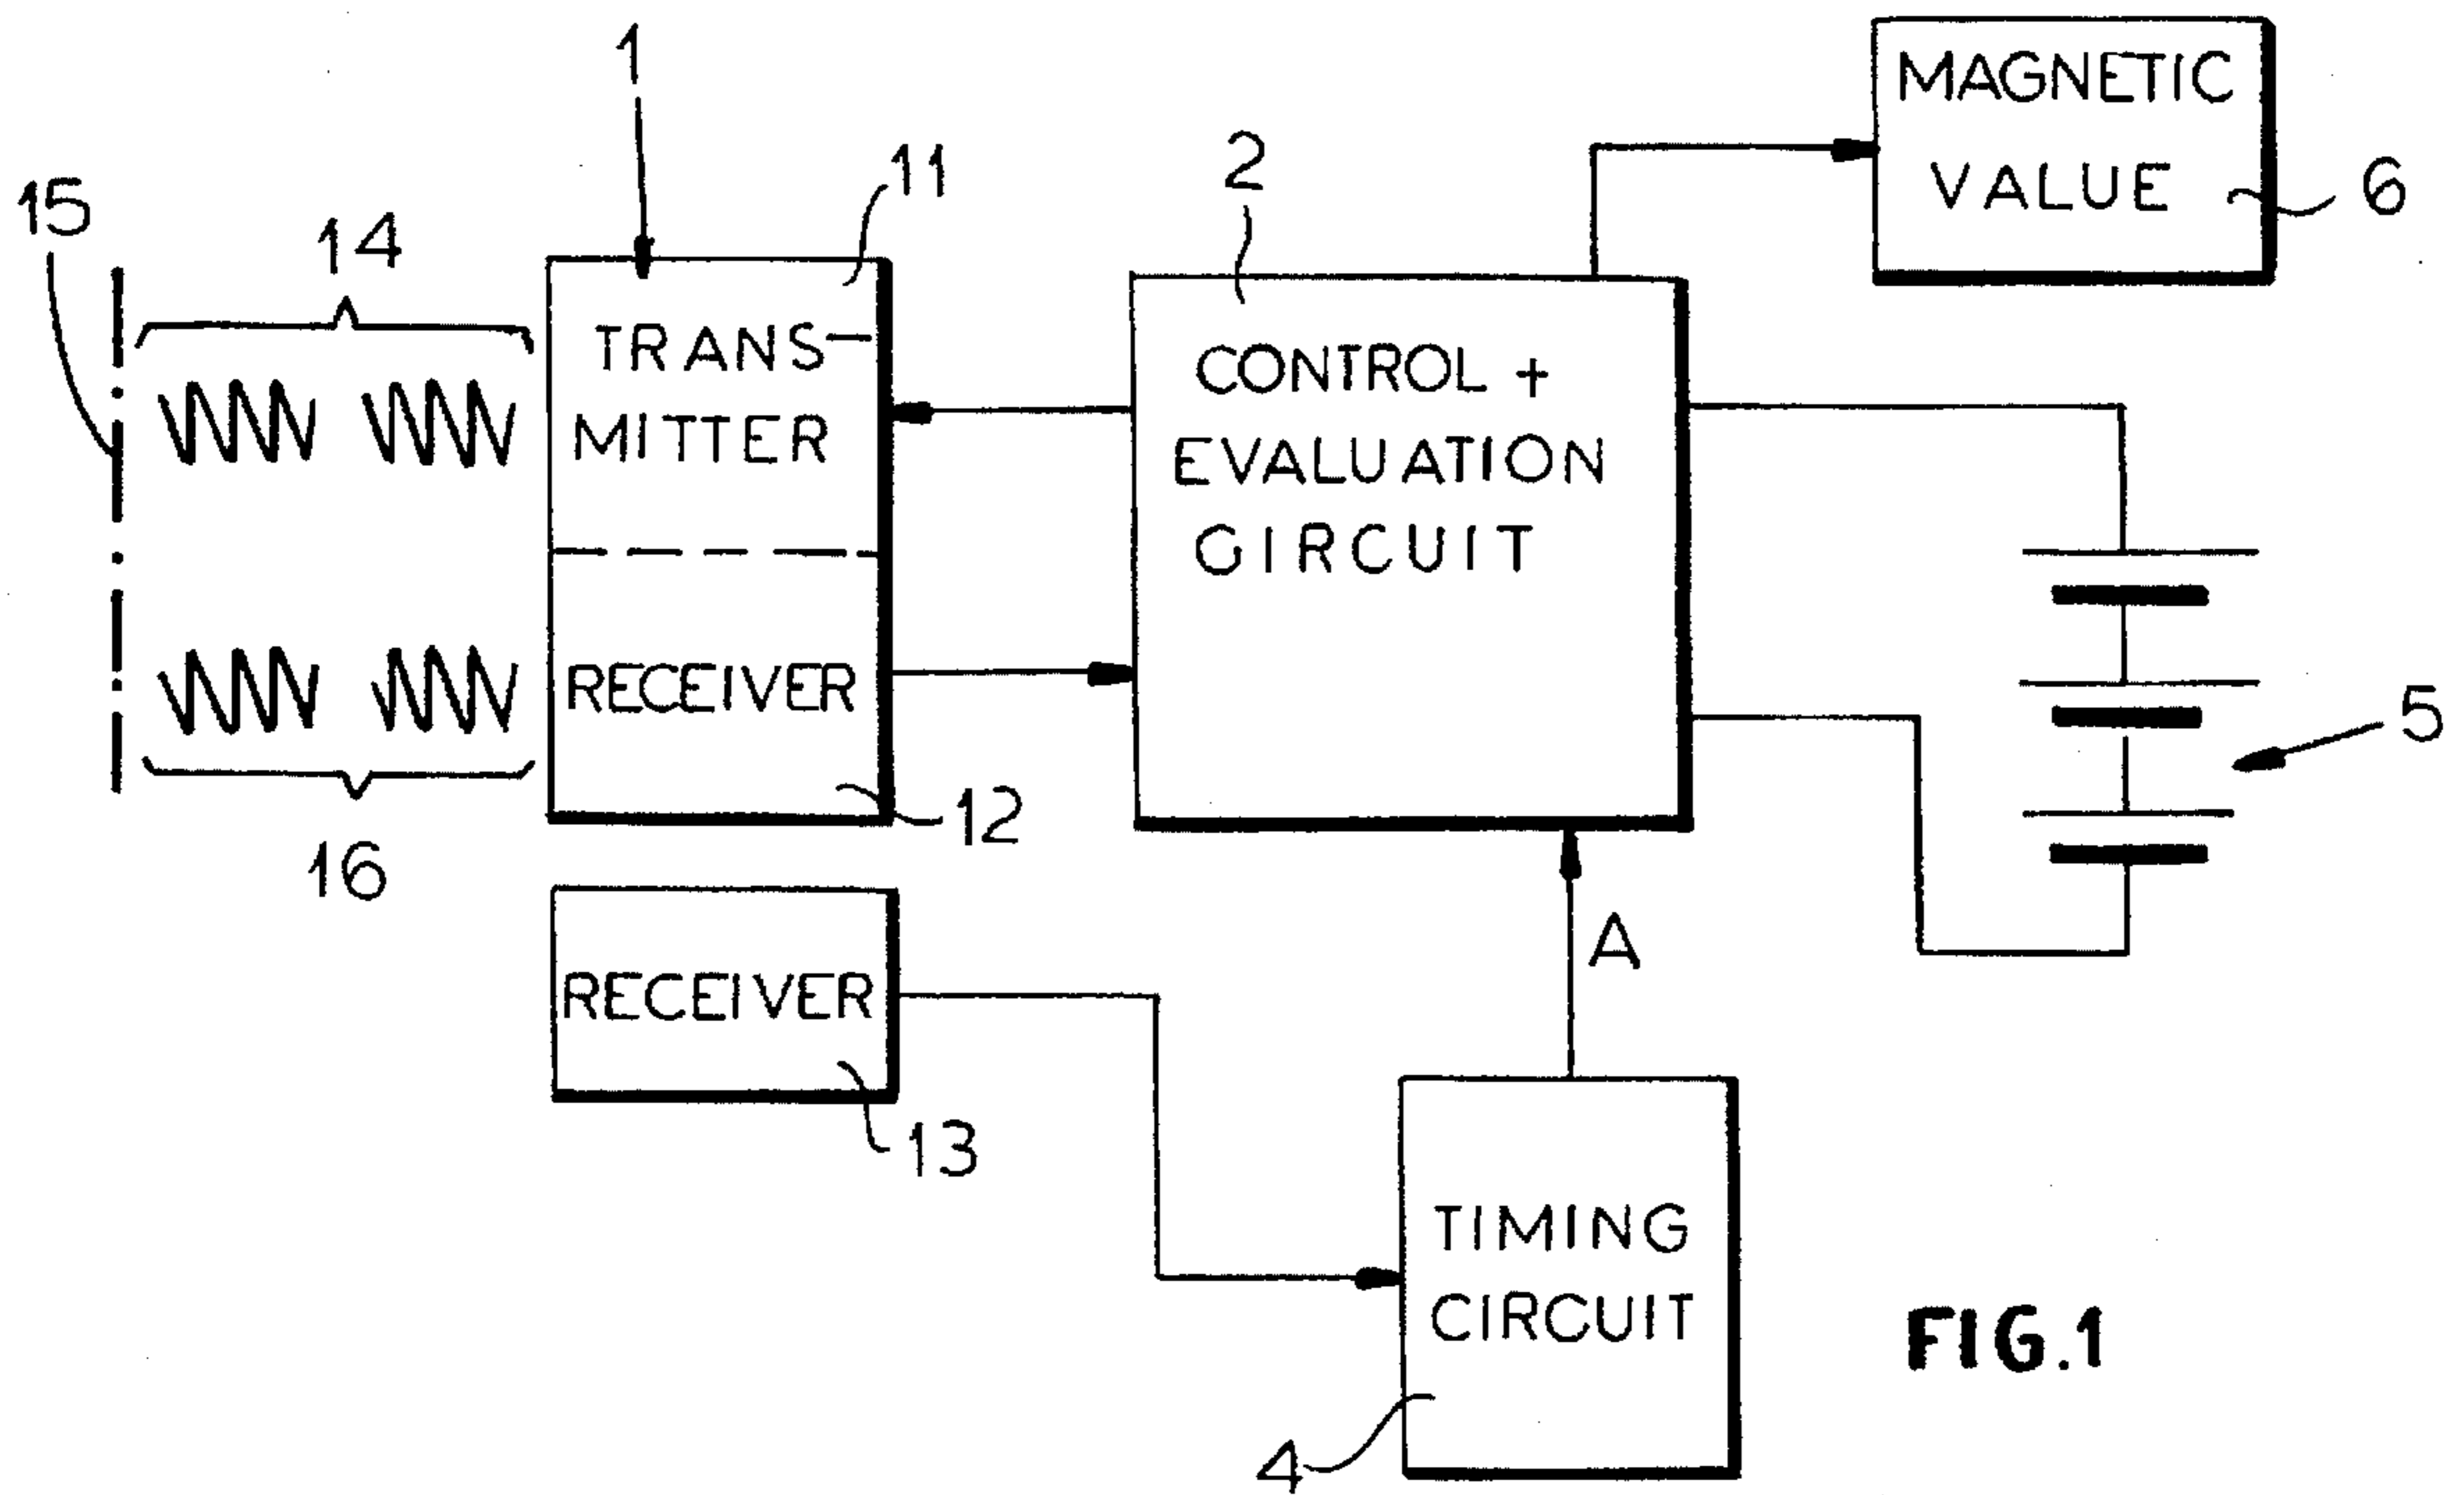 1
MAGNETIC
VALUE
6
11
2
15
14
TRANS-
MITTER
CONTROL +
EVALUATION
CIRCUIT
RECEIVER
5
12
16
A
RECEIVER
13
TIMING
CIRCUIT
4
FIG.1